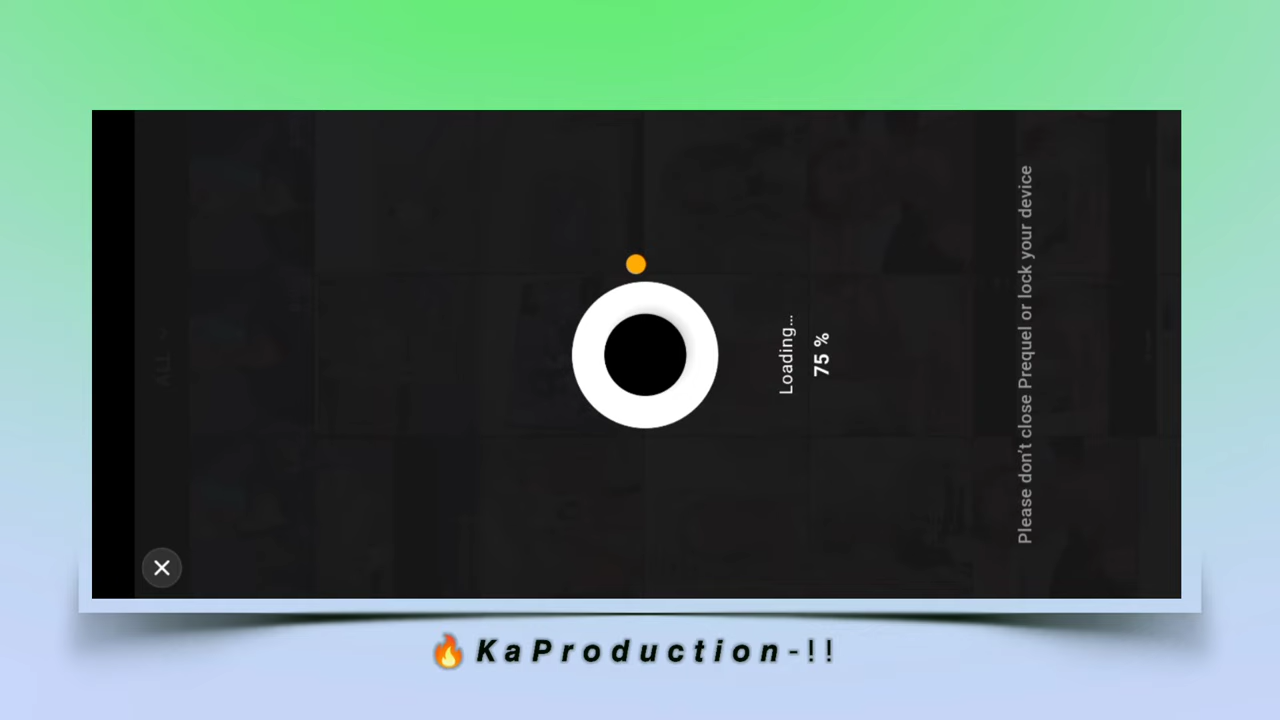 Loading...
75 %
Please don't close Prequel or lock your device
🔥KaProduction-!!